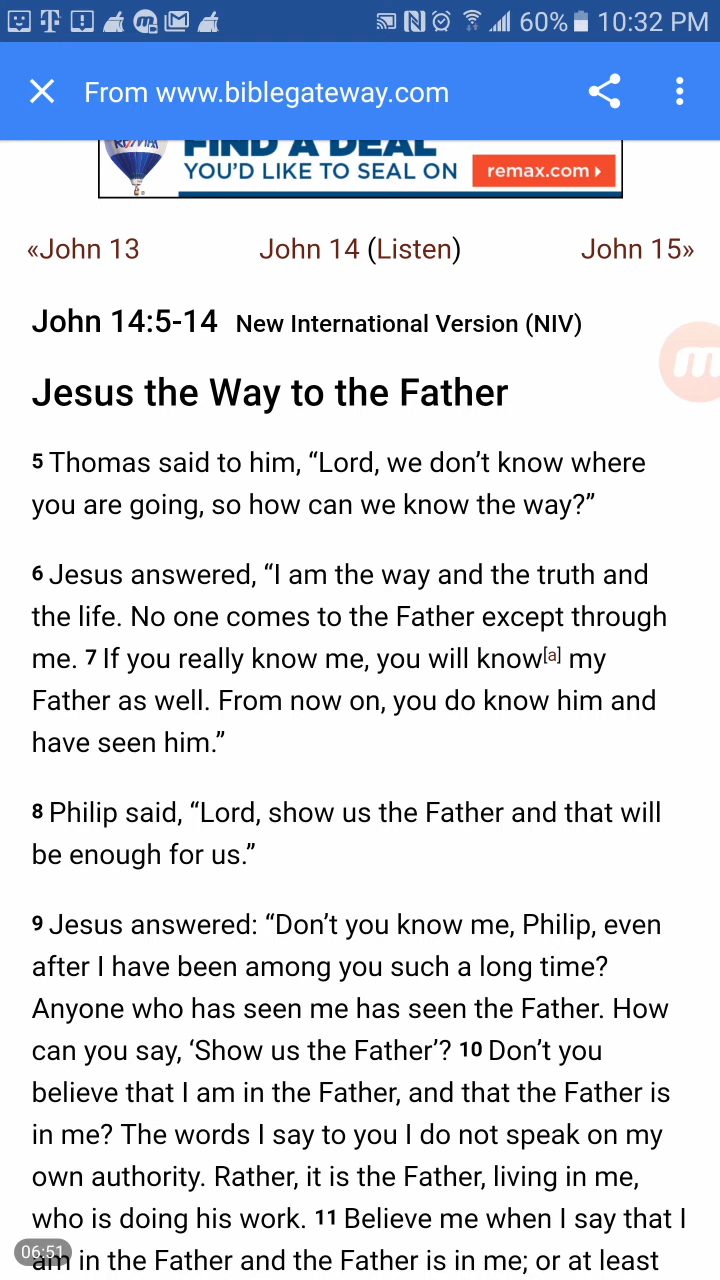 60% 10:32 PM
From www.biblegateway.com
RE/MAX
FIND A DEAL
YOU'D LIKE TO SEAL ON
remax.com
«John 13 John 14 (Listen) John 15»
John 14:5-14 New International Version (NIV)
Jesus the Way to the Father
5 Thomas said to him, “Lord, we don’t know where
you are going, so how can we know the way?”
6 Jesus answered, “I am the way and the truth and
the life. No one comes to the Father except through
me. 7 If you really know me, you will know[a] my
Father as well. From now on, you do know him and
have seen him.”
8 Philip said, “Lord, show us the Father and that will
be enough for us.”
9 Jesus answered: “Don’t you know me, Philip, even
after I have been among you such a long time?
Anyone who has seen me has seen the Father. How
can you say, ‘Show us the Father’? 10 Don’t you
believe that I am in the Father, and that the Father is
in me? The words I say to you I do not speak on my
own authority. Rather, it is the Father, living in me,
who is doing his work. 11 Believe me when I say that I
am in the Father and the Father is in me; or at least
06:51